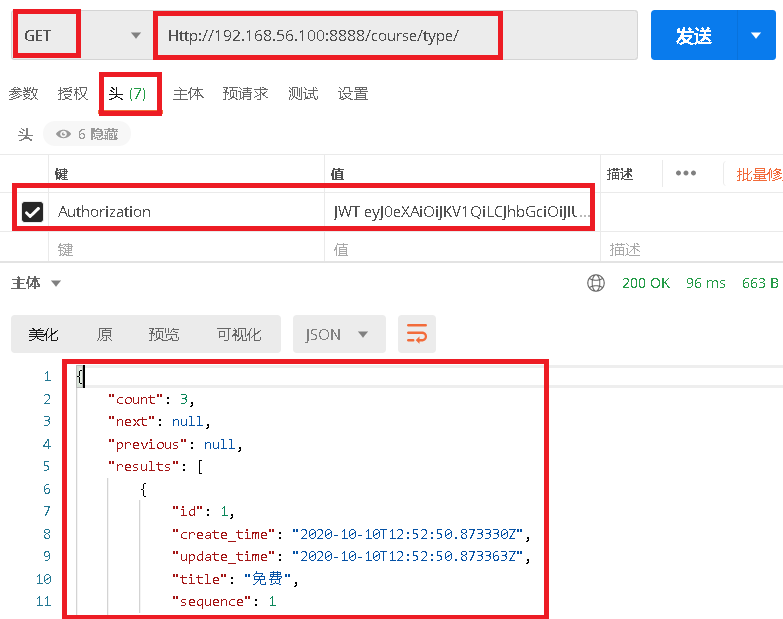 GET Http://192.168.56.100:8888/course/type/ 发送
参数 授权 头 (7) 主体 预请求 测试 设置
头 6 隐藏
键 值 描述 ••• 批量修
Authorization JWT eyJ0eXAiOiJKV1QiLCJhbGciOiJIU...
键 值 描述
主体 200 OK 96 ms 663 B
美化 原 预览 可视化 JSON
1 {
2 "count": 3,
3 "next": null,
4 "previous": null,
5 "results": [
6 {
7 "id": 1,
8 "create_time": "2020-10-10T12:52:50.873330Z",
9 "update_time": "2020-10-10T12:52:50.873363Z",
10 "title": "免费",
11 "sequence": 1